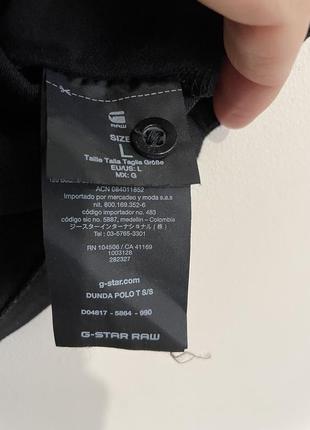 RAW
SIZE
L
Taille Talla Taglia Größe
EU/US: L
MX: G
ACN 084011852
Importado por mercadeo y moda s.a.s
nit. 800.169.352-6
código importador no. 483
código sic no. 5887, medellin – Colombia
ジースターインターナショナル（株）
Tel: 03-5765-3301
RN 104506 / CA 41169
1003128
282327
g-star.com
DUNDA POLO T S/S
D04817 - 5864 - 990
G-STAR RAW